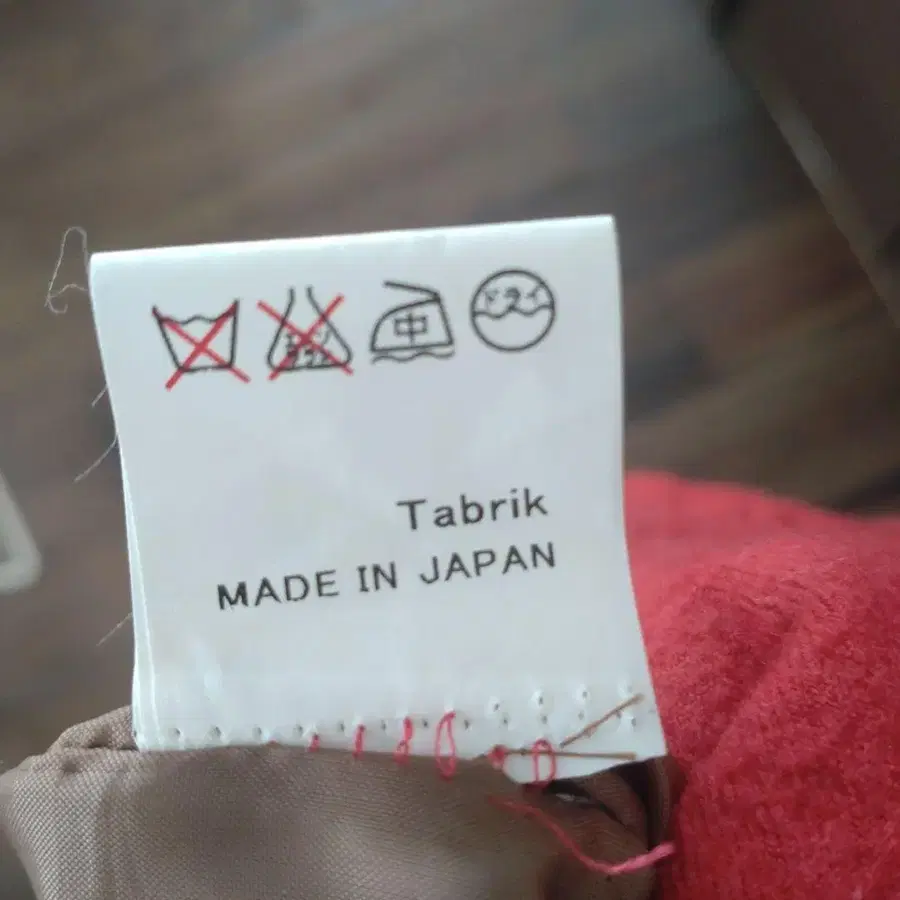 中 ドライ
Tabrik
MADE IN JAPAN